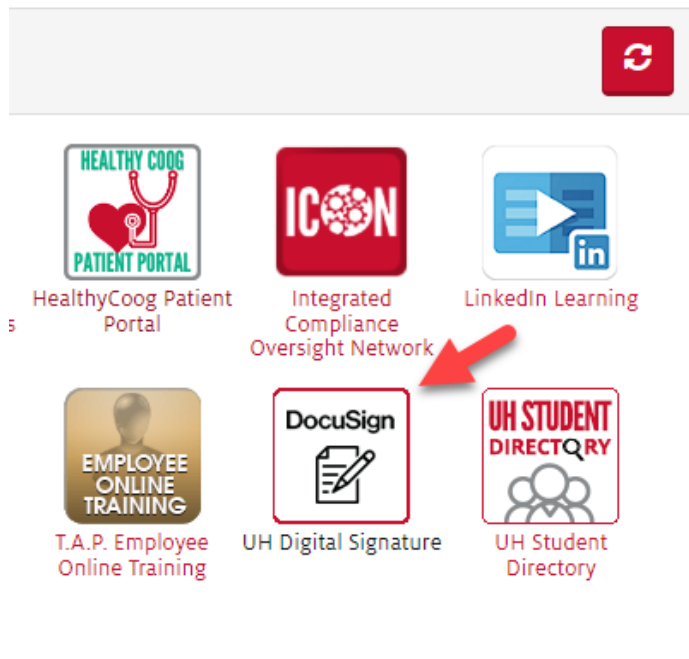 HEALTHY COOG
PATIENT PORTAL
HealthyCoog Patient
Portal
IC N
Integrated
Compliance
Oversight Network
in
LinkedIn Learning
s
EMPLOYEE
ONLINE
TRAINING
T.A.P. Employee
Online Training
DocuSign
UH Digital Signature
UH STUDENT
DIRECTORY
UH Student
Directory